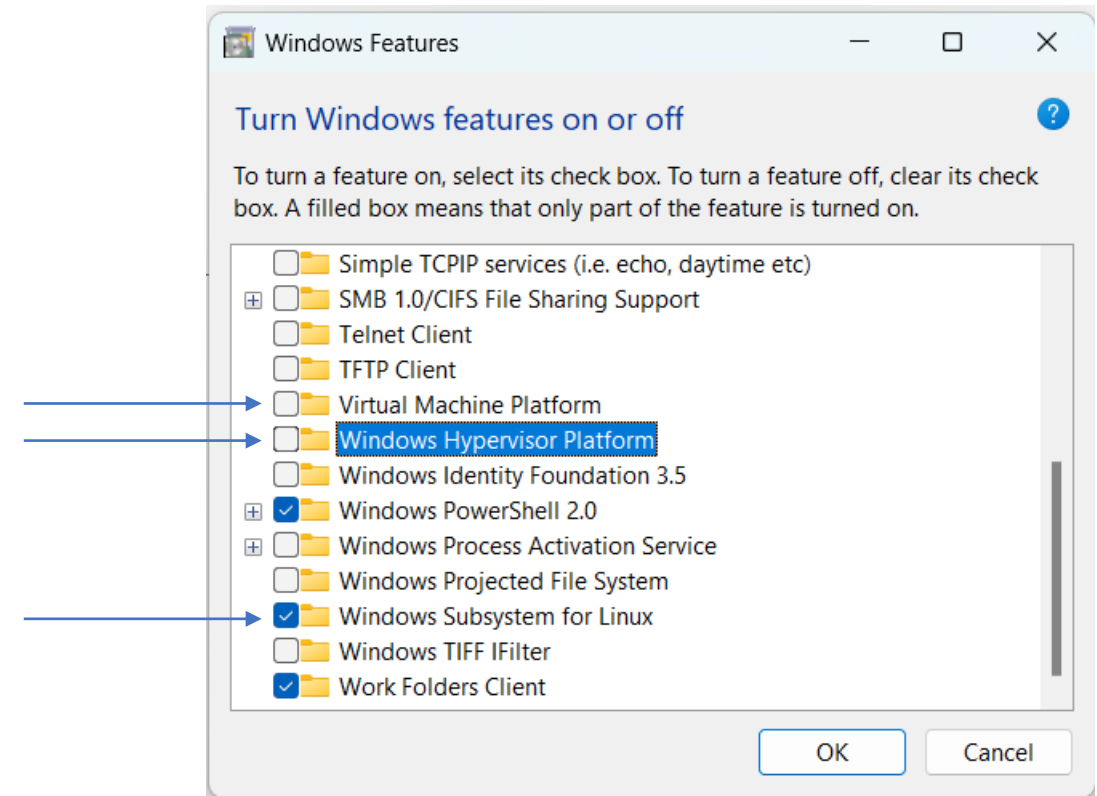 Windows Features
Turn Windows features on or off
?
To turn a feature on, select its check box. To turn a feature off, clear its check
box. A filled box means that only part of the feature is turned on.
Simple TCPIP services (i.e. echo, daytime etc)
SMB 1.0/CIFS File Sharing Support
Telnet Client
TFTP Client
Virtual Machine Platform
Windows Hypervisor Platform
Windows Identity Foundation 3.5
Windows PowerShell 2.0
Windows Process Activation Service
Windows Projected File System
Windows Subsystem for Linux
Windows TIFF IFilter
Work Folders Client
OK
Cancel